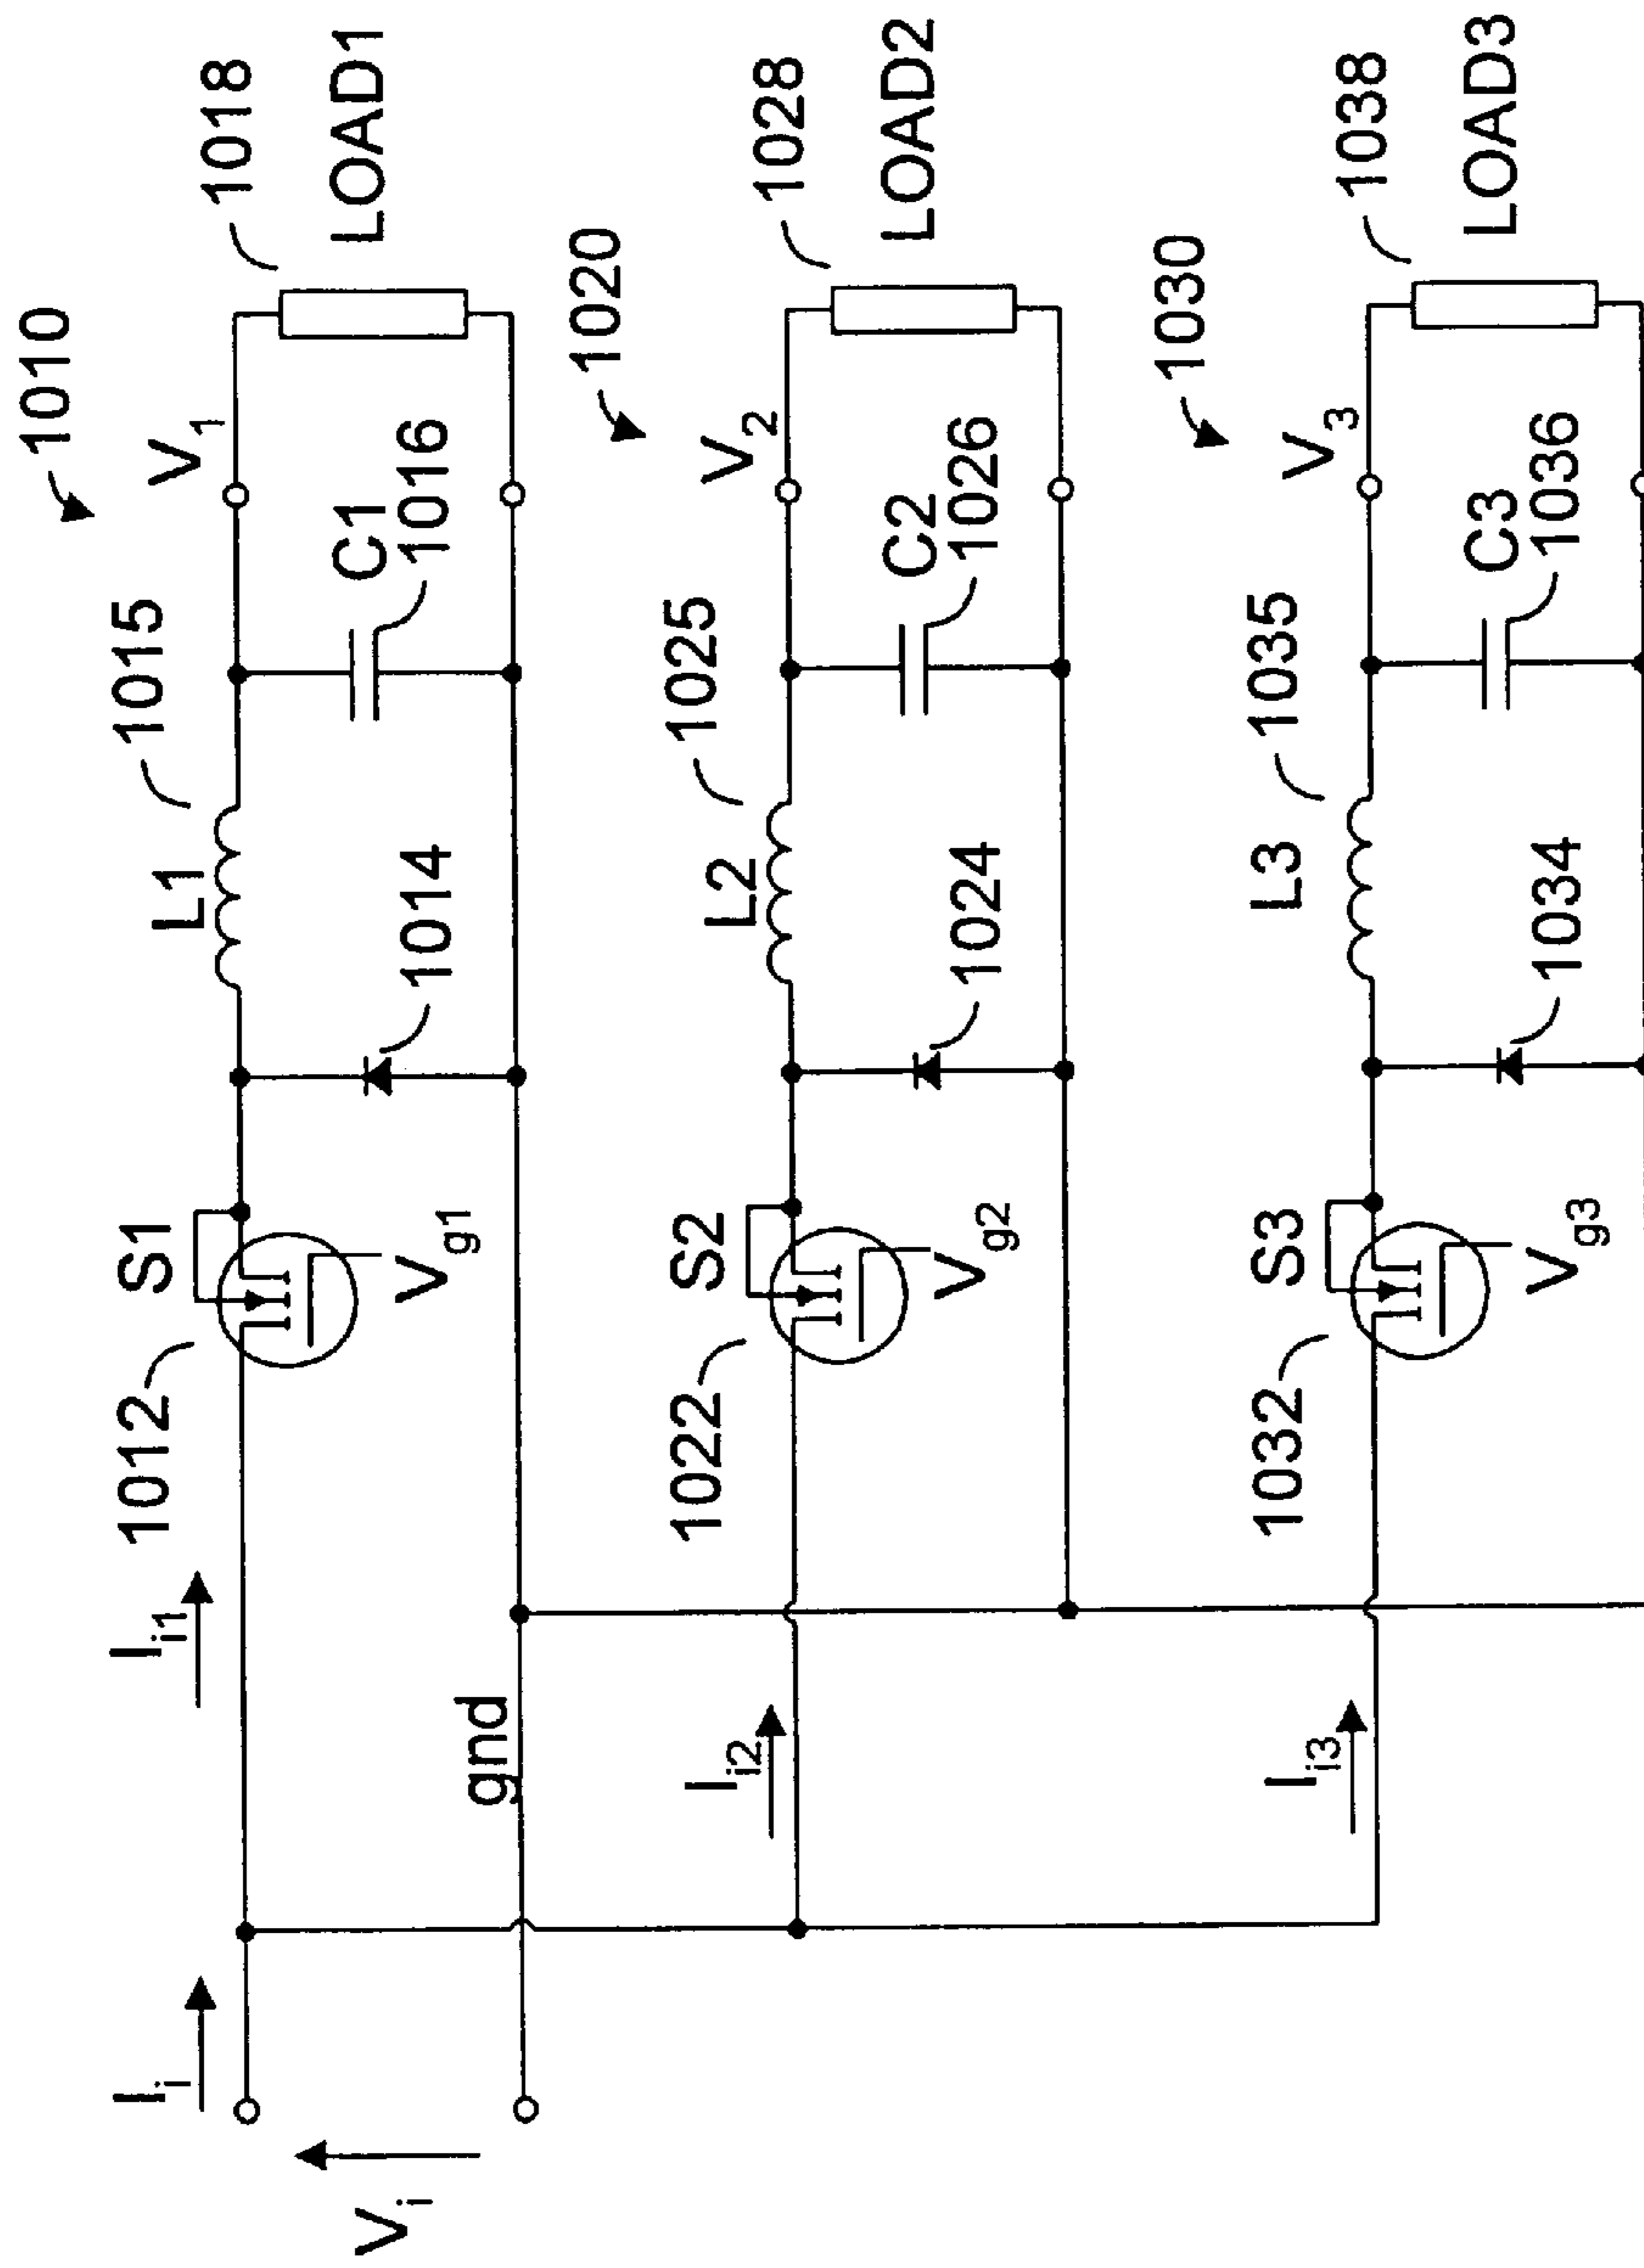 1010
1012
S1
L1
1015
V1
1018
LOAD1
C1
1016
1014
Vg1
Ii
Ii1
Vi
gnd
1020
1022
S2
L2
1025
V2
1028
LOAD2
C2
1026
1024
Vg2
Ii2
1030
1032
S3
L3
1035
V3
1038
LOAD3
C3
1036
1034
Vg3
Ii3